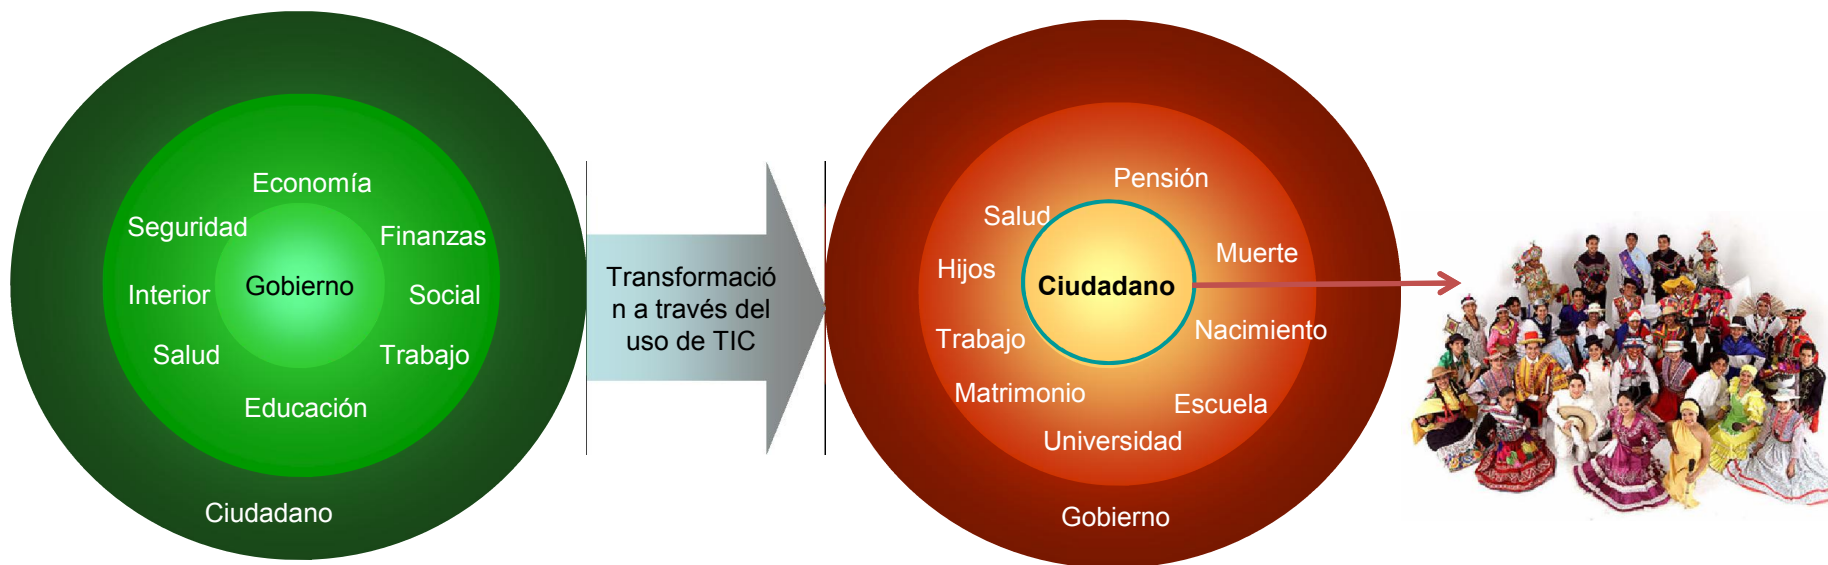 Economía
Seguridad
Finanzas
Gobierno
Interior
Social
Salud
Trabajo
Educación
Ciudadano
Transformació
n a través del
uso de TIC
Pensión
Salud
Muerte
Hijos
Ciudadano
Nacimiento
Trabajo
Matrimonio
Escuela
Universidad
Gobierno